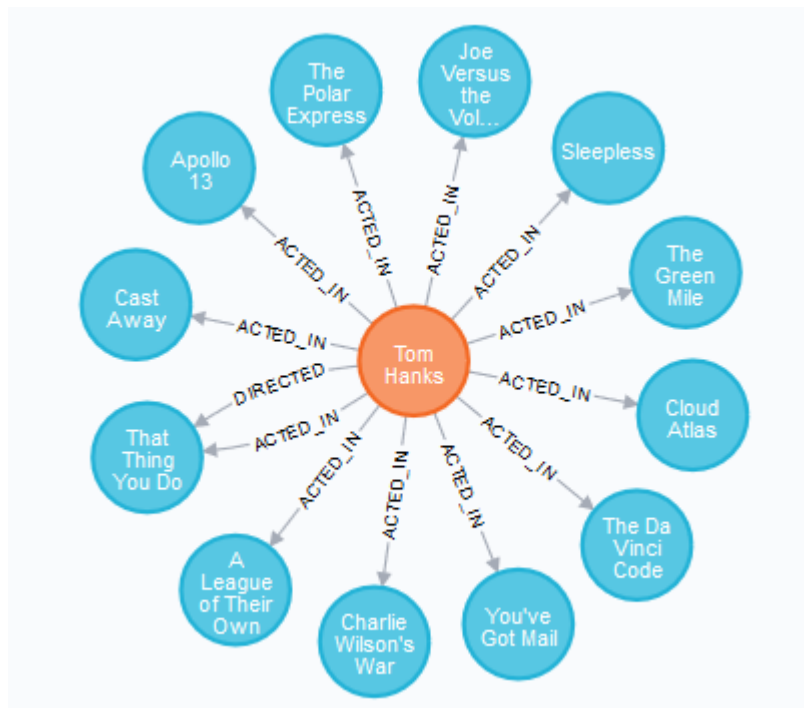 Joe
Versus
the
Vol...
The
Polar
Express
Sleepless
Apollo
13
ACTED_IN
ACTED_IN
ACTED_IN
ACTED_IN
The
Green
Mile
Cast
Away
ACTED_IN
ACTED_IN
Tom
Hanks
DIRECTED
ACTED_IN
Cloud
Atlas
That
Thing
You Do
ACTED_IN
ACTED_IN
ACTED_IN
ACTED_IN
ACTED_IN
The Da
Vinci
Code
A
League
of Their
Own
Charlie
Wilson's
War
You've
Got Mail